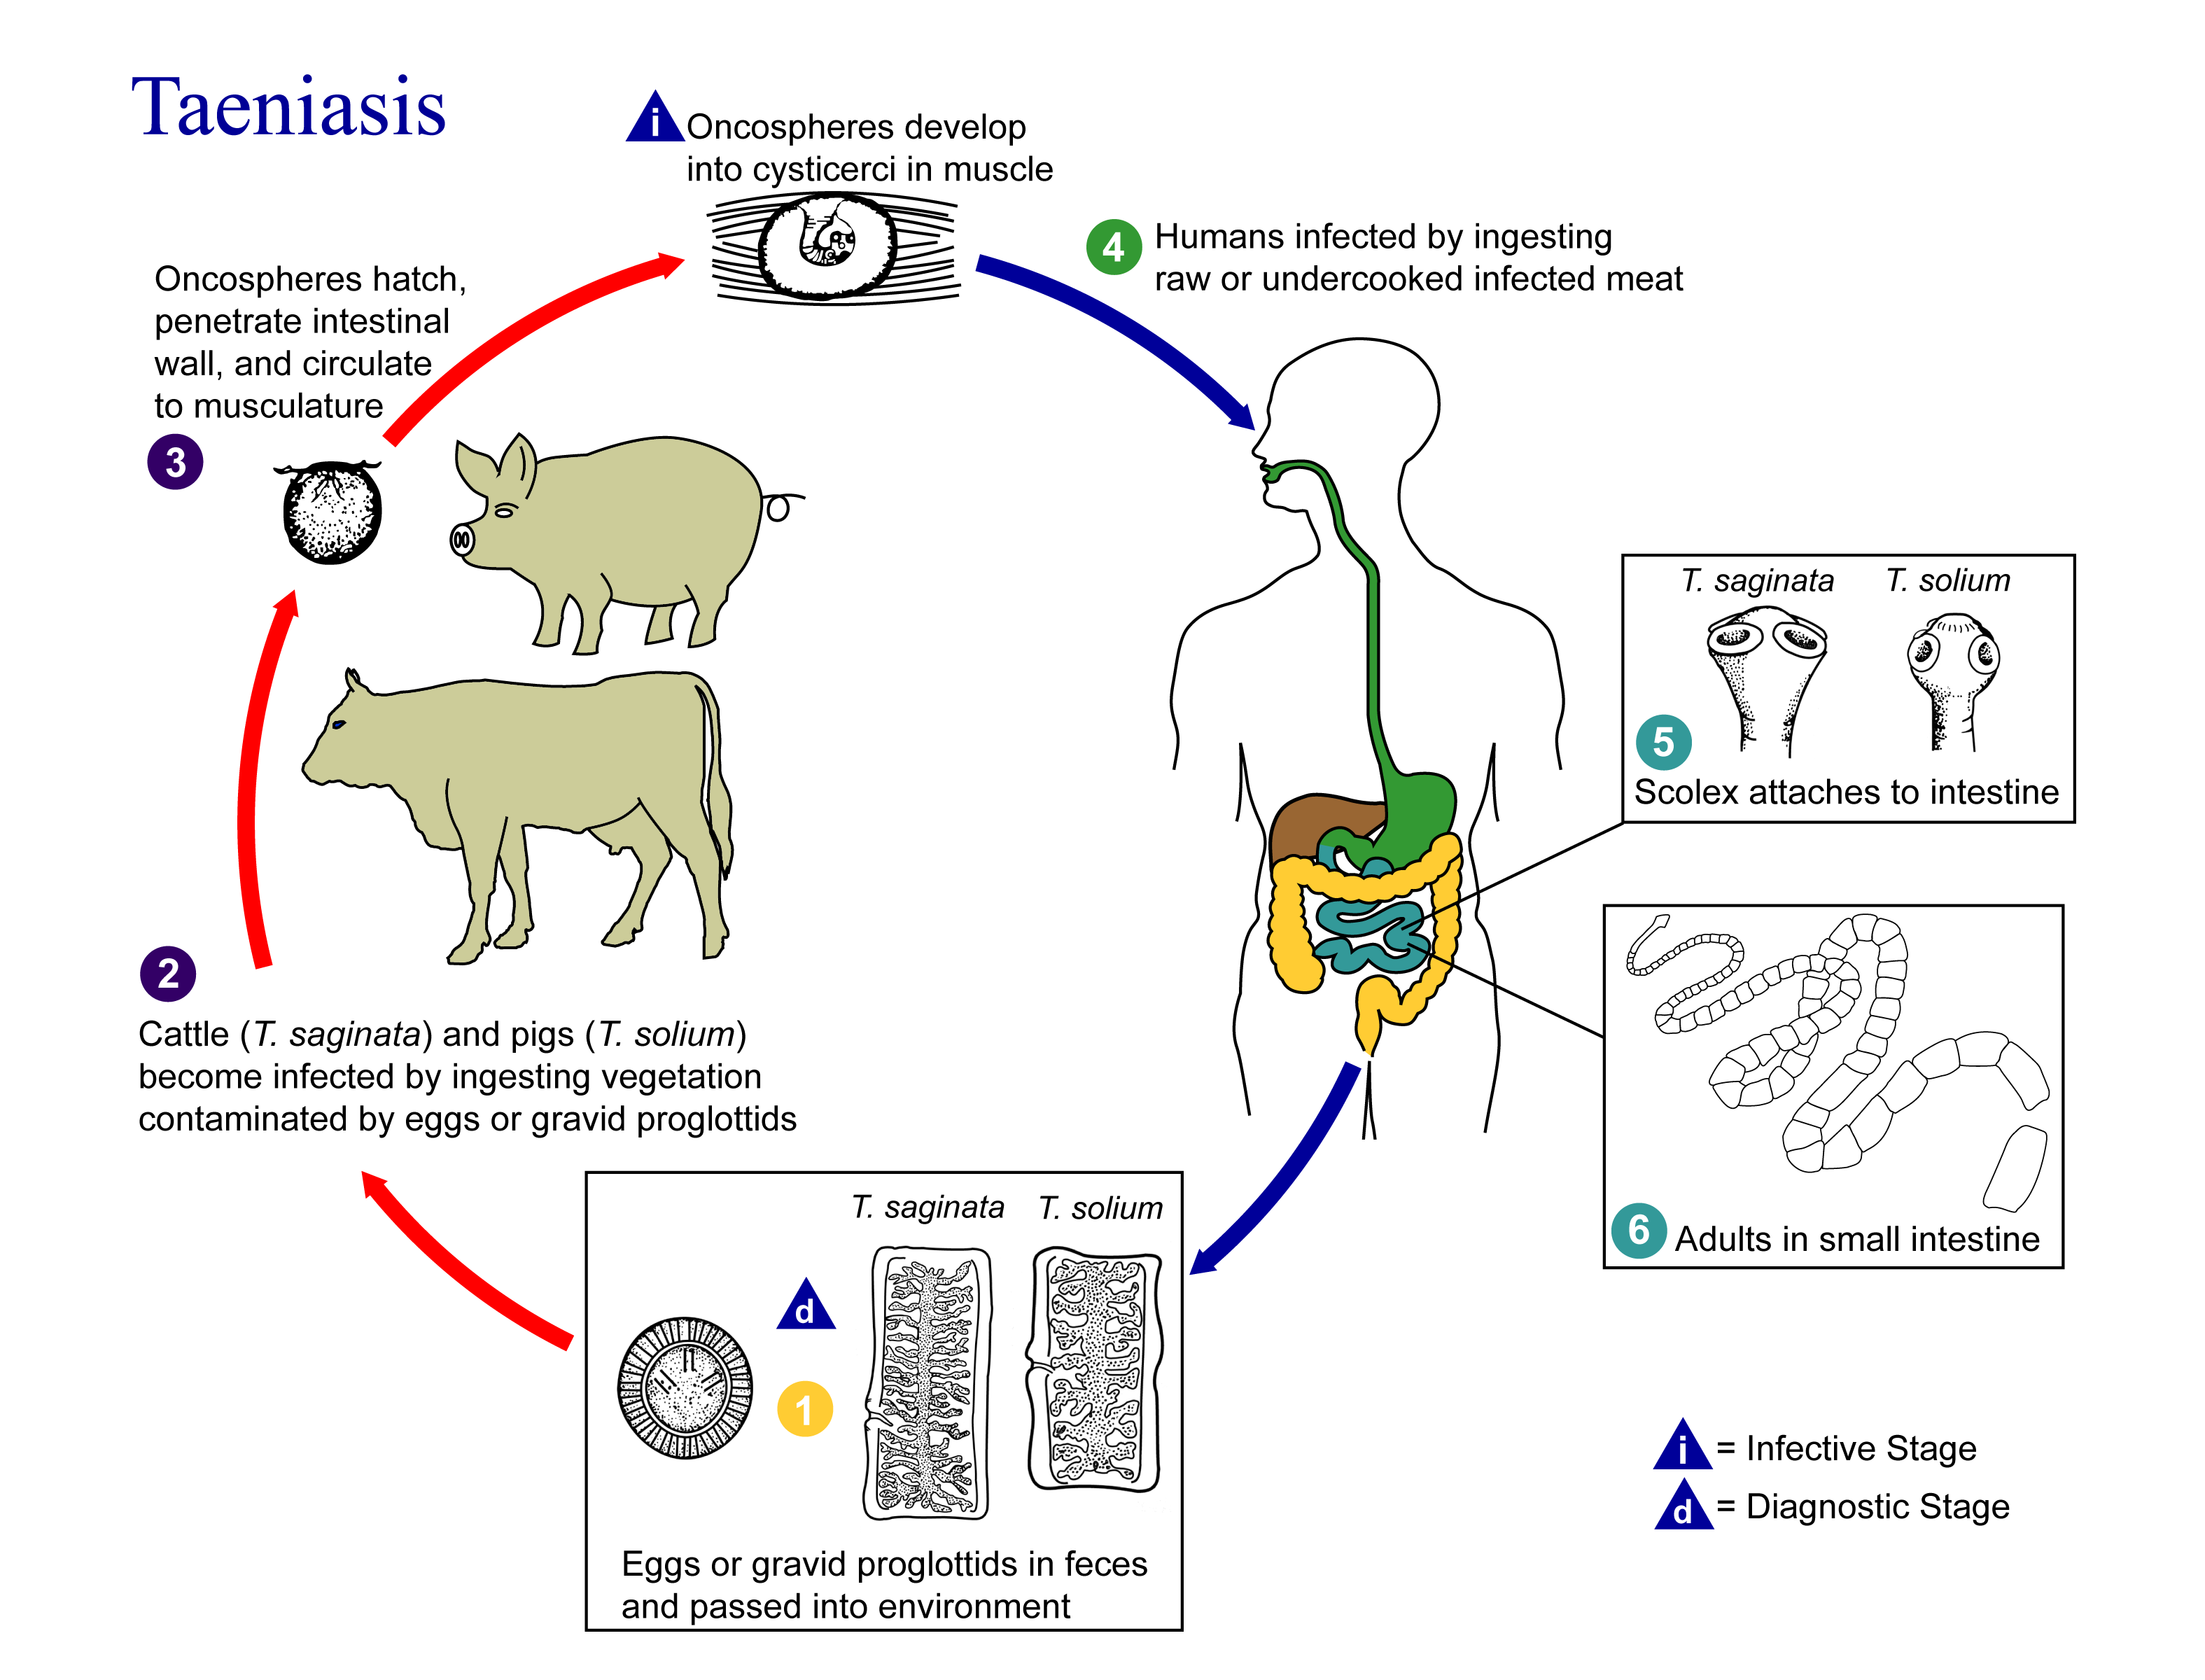 Taeniasis
i
Oncospheres develop
into cysticerci in muscle
4
Humans infected by ingesting
raw or undercooked infected meat
Oncospheres hatch,
penetrate intestinal
wall, and circulate
to musculature
3
T. saginata T. solium
5
Scolex attaches to intestine
2
Cattle (T. saginata) and pigs (T. solium)
become infected by ingesting vegetation
contaminated by eggs or gravid proglottids
6 Adults in small intestine
T. saginata T. solium
d
1
Eggs or gravid proglottids in feces
and passed into environment
i = Infective Stage
d = Diagnostic Stage